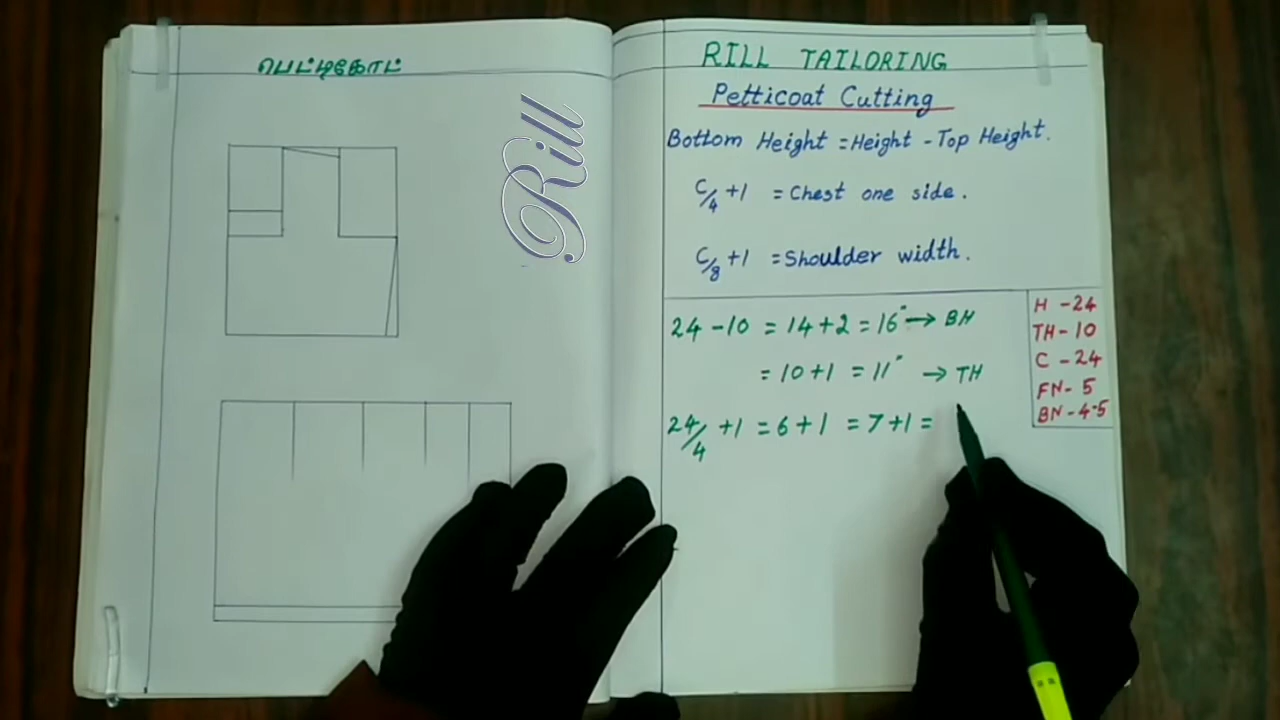 பெட்டிகோட்
Rill
RILL TAILORING
Petticoat Cutting
Bottom Height = Height - Top Height.
C/4 +1 = Chest one side.
C/8 +1 = Shoulder width.
24 - 10 = 14 + 2 = 16" → BH
= 10 + 1 = 11" → TH
24/4 + 1 = 6 + 1 = 7 + 1 =
H - 24
TH - 10
C - 24
FN - 5
BN - 4.5